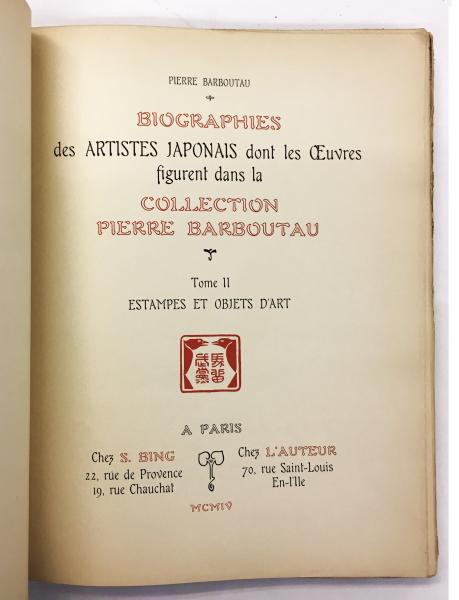 PIERRE BARBOUTAU
BIOGRAPHIES
des ARTISTES JAPONAIS dont les Œuvres
figurent dans la
COLLECTION
PIERRE BARBOUTAU
Tome II
ESTAMPES ET OBJETS D'ART
A PARIS
Chez S. BING
22, rue de Provence
19, rue Chauchat
Chez L'AUTEUR
70, rue Saint-Louis
En-l'Ile
MCMIV